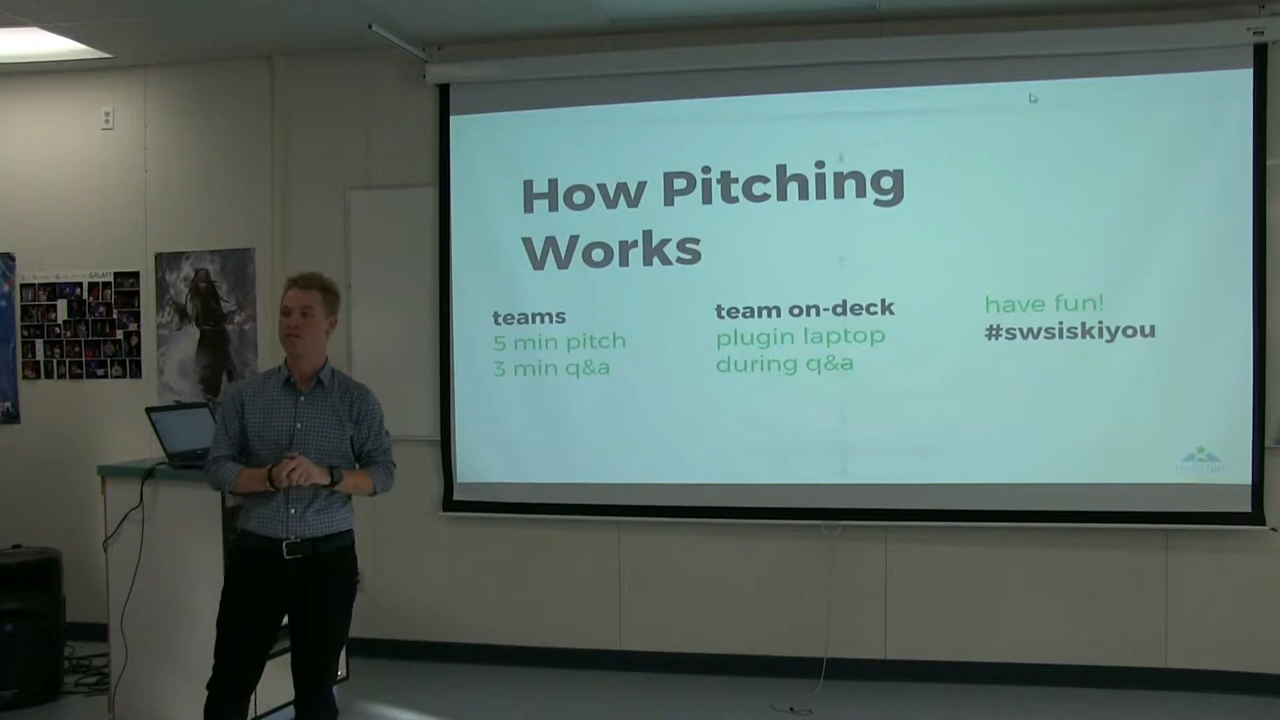 How Pitching
Works
teams
5 min pitch
3 min q&a
team on-deck
plugin laptop
during q&a
have fun!
#swsiskiyou